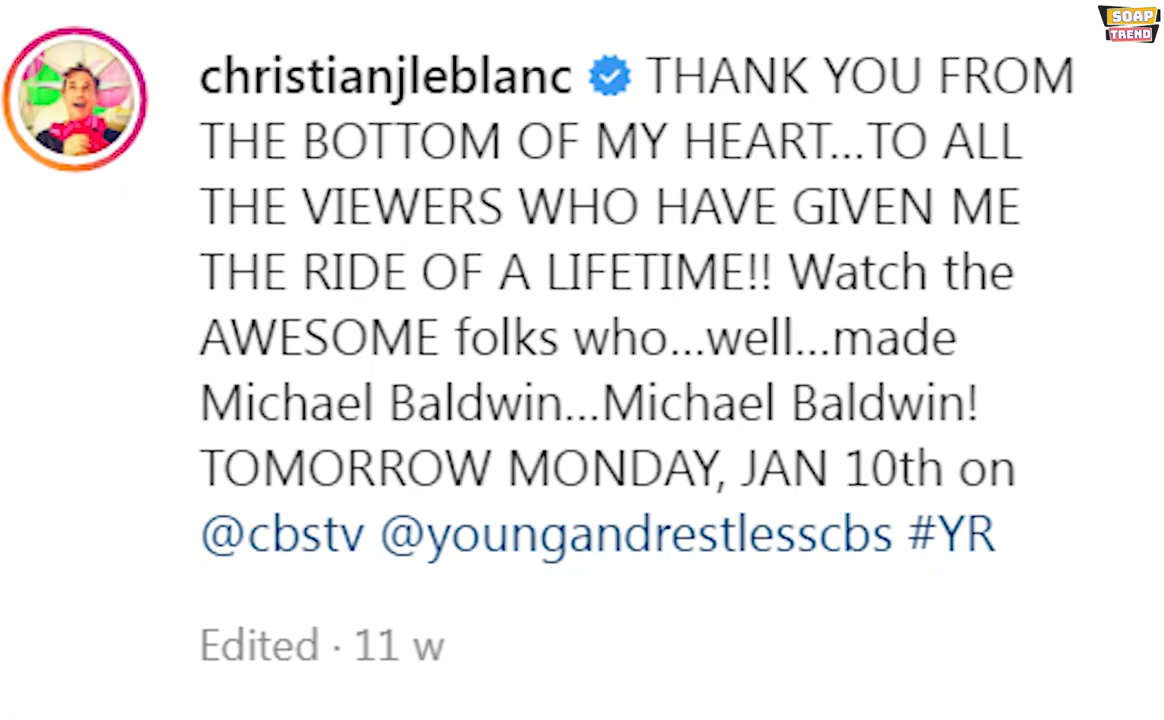 SOAP
TREND
christianjleblanc THANK YOU FROM
THE BOTTOM OF MY HEART...TO ALL
THE VIEWERS WHO HAVE GIVEN ME
THE RIDE OF A LIFETIME!! Watch the
AWESOME folks who...well...made
Michael Baldwin...Michael Baldwin!
TOMORROW MONDAY, JAN 10th on
@cbstv @youngandrestlesscbs #YR
Edited · 11 w